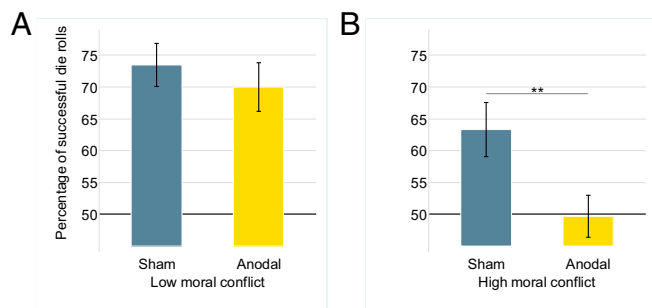 A
Percentage of successful die rolls
75
70
65
60
55
50
Sham Anodal
Low moral conflict
B
75
70
65
60
55
50
**
Sham Anodal
High moral conflict